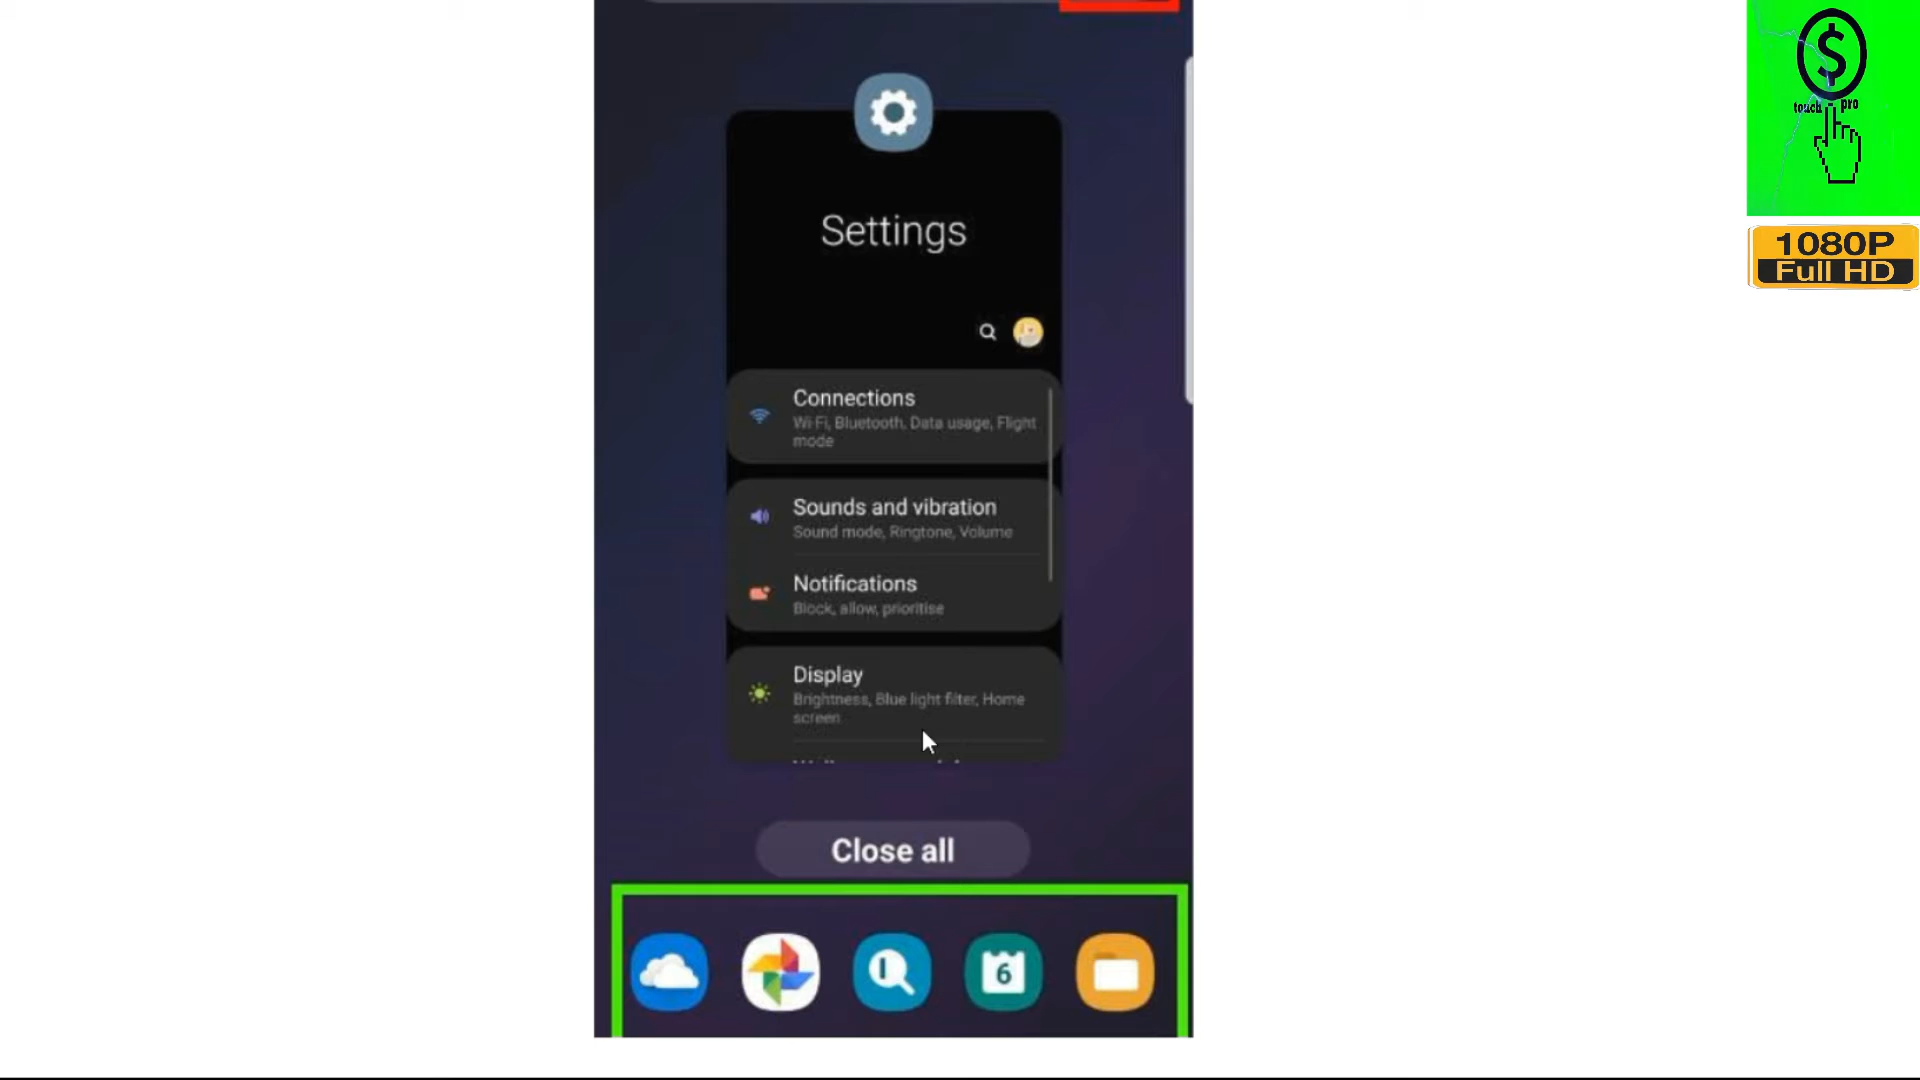 $
touch pro
1080P
Full HD
Settings
Connections
Wi-Fi, Bluetooth, Data usage, Flight
mode
Sounds and vibration
Sound mode, Ringtone, Volume
Notifications
Block, allow, prioritise
Display
Brightness, Blue light filter, Home
screen
Close all
6